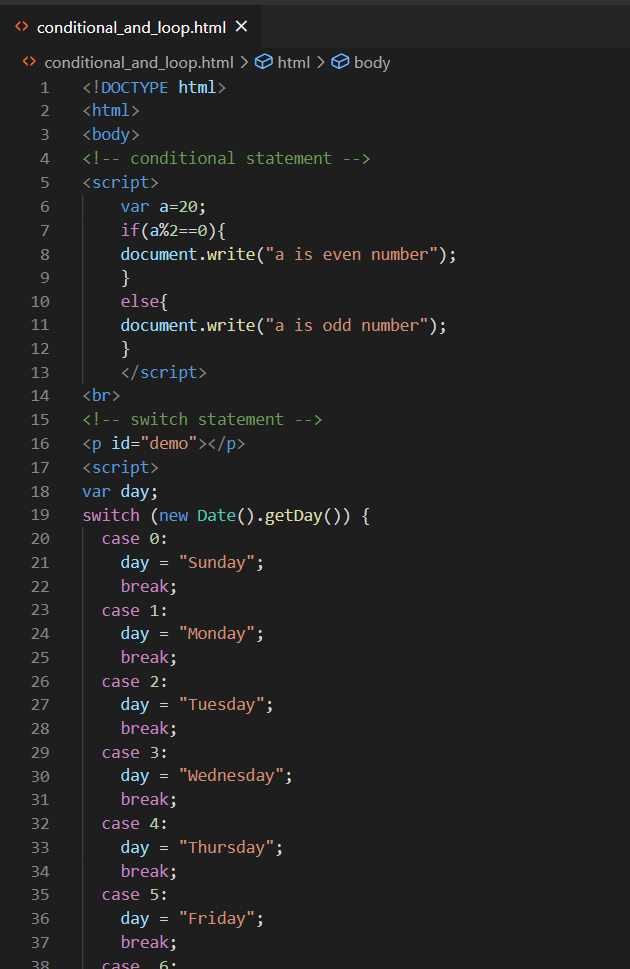 conditional_and_loop.html
conditional_and_loop.html > html > body
1 <!DOCTYPE html>
2 <html>
3 <body>
4 <!-- conditional statement -->
5 <script>
6     var a=20;
7     if(a%2==0){
8     document.write("a is even number");
9     }
10     else{
11     document.write("a is odd number");
12     }
13     </script>
14 <br>
15 <!-- switch statement -->
16 <p id="demo"></p>
17 <script>
18 var day;
19 switch (new Date().getDay()) {
20   case 0:
21     day = "Sunday";
22     break;
23   case 1:
24     day = "Monday";
25     break;
26   case 2:
27     day = "Tuesday";
28     break;
29   case 3:
30     day = "Wednesday";
31     break;
32   case 4:
33     day = "Thursday";
34     break;
35   case 5:
36     day = "Friday";
37     break;
38   case  6: